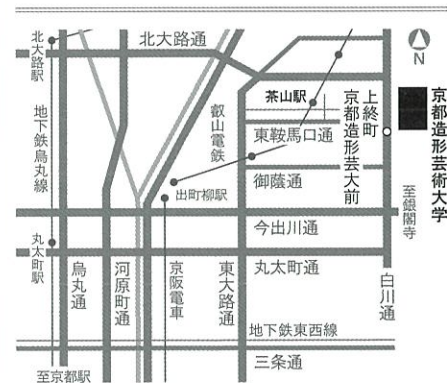 北大路通
北大路駅
N
茶山駅
上終町
京都造形芸大前
京都造形芸術大学
叡山電鉄
東鞍馬口通
地下鉄烏丸線
御蔭通
出町柳駅
至銀閣寺
今出川通
丸太町駅
烏丸通
河原町通
京阪電車
東大路通
丸太町通
白川通
地下鉄東西線
三条通
至京都駅